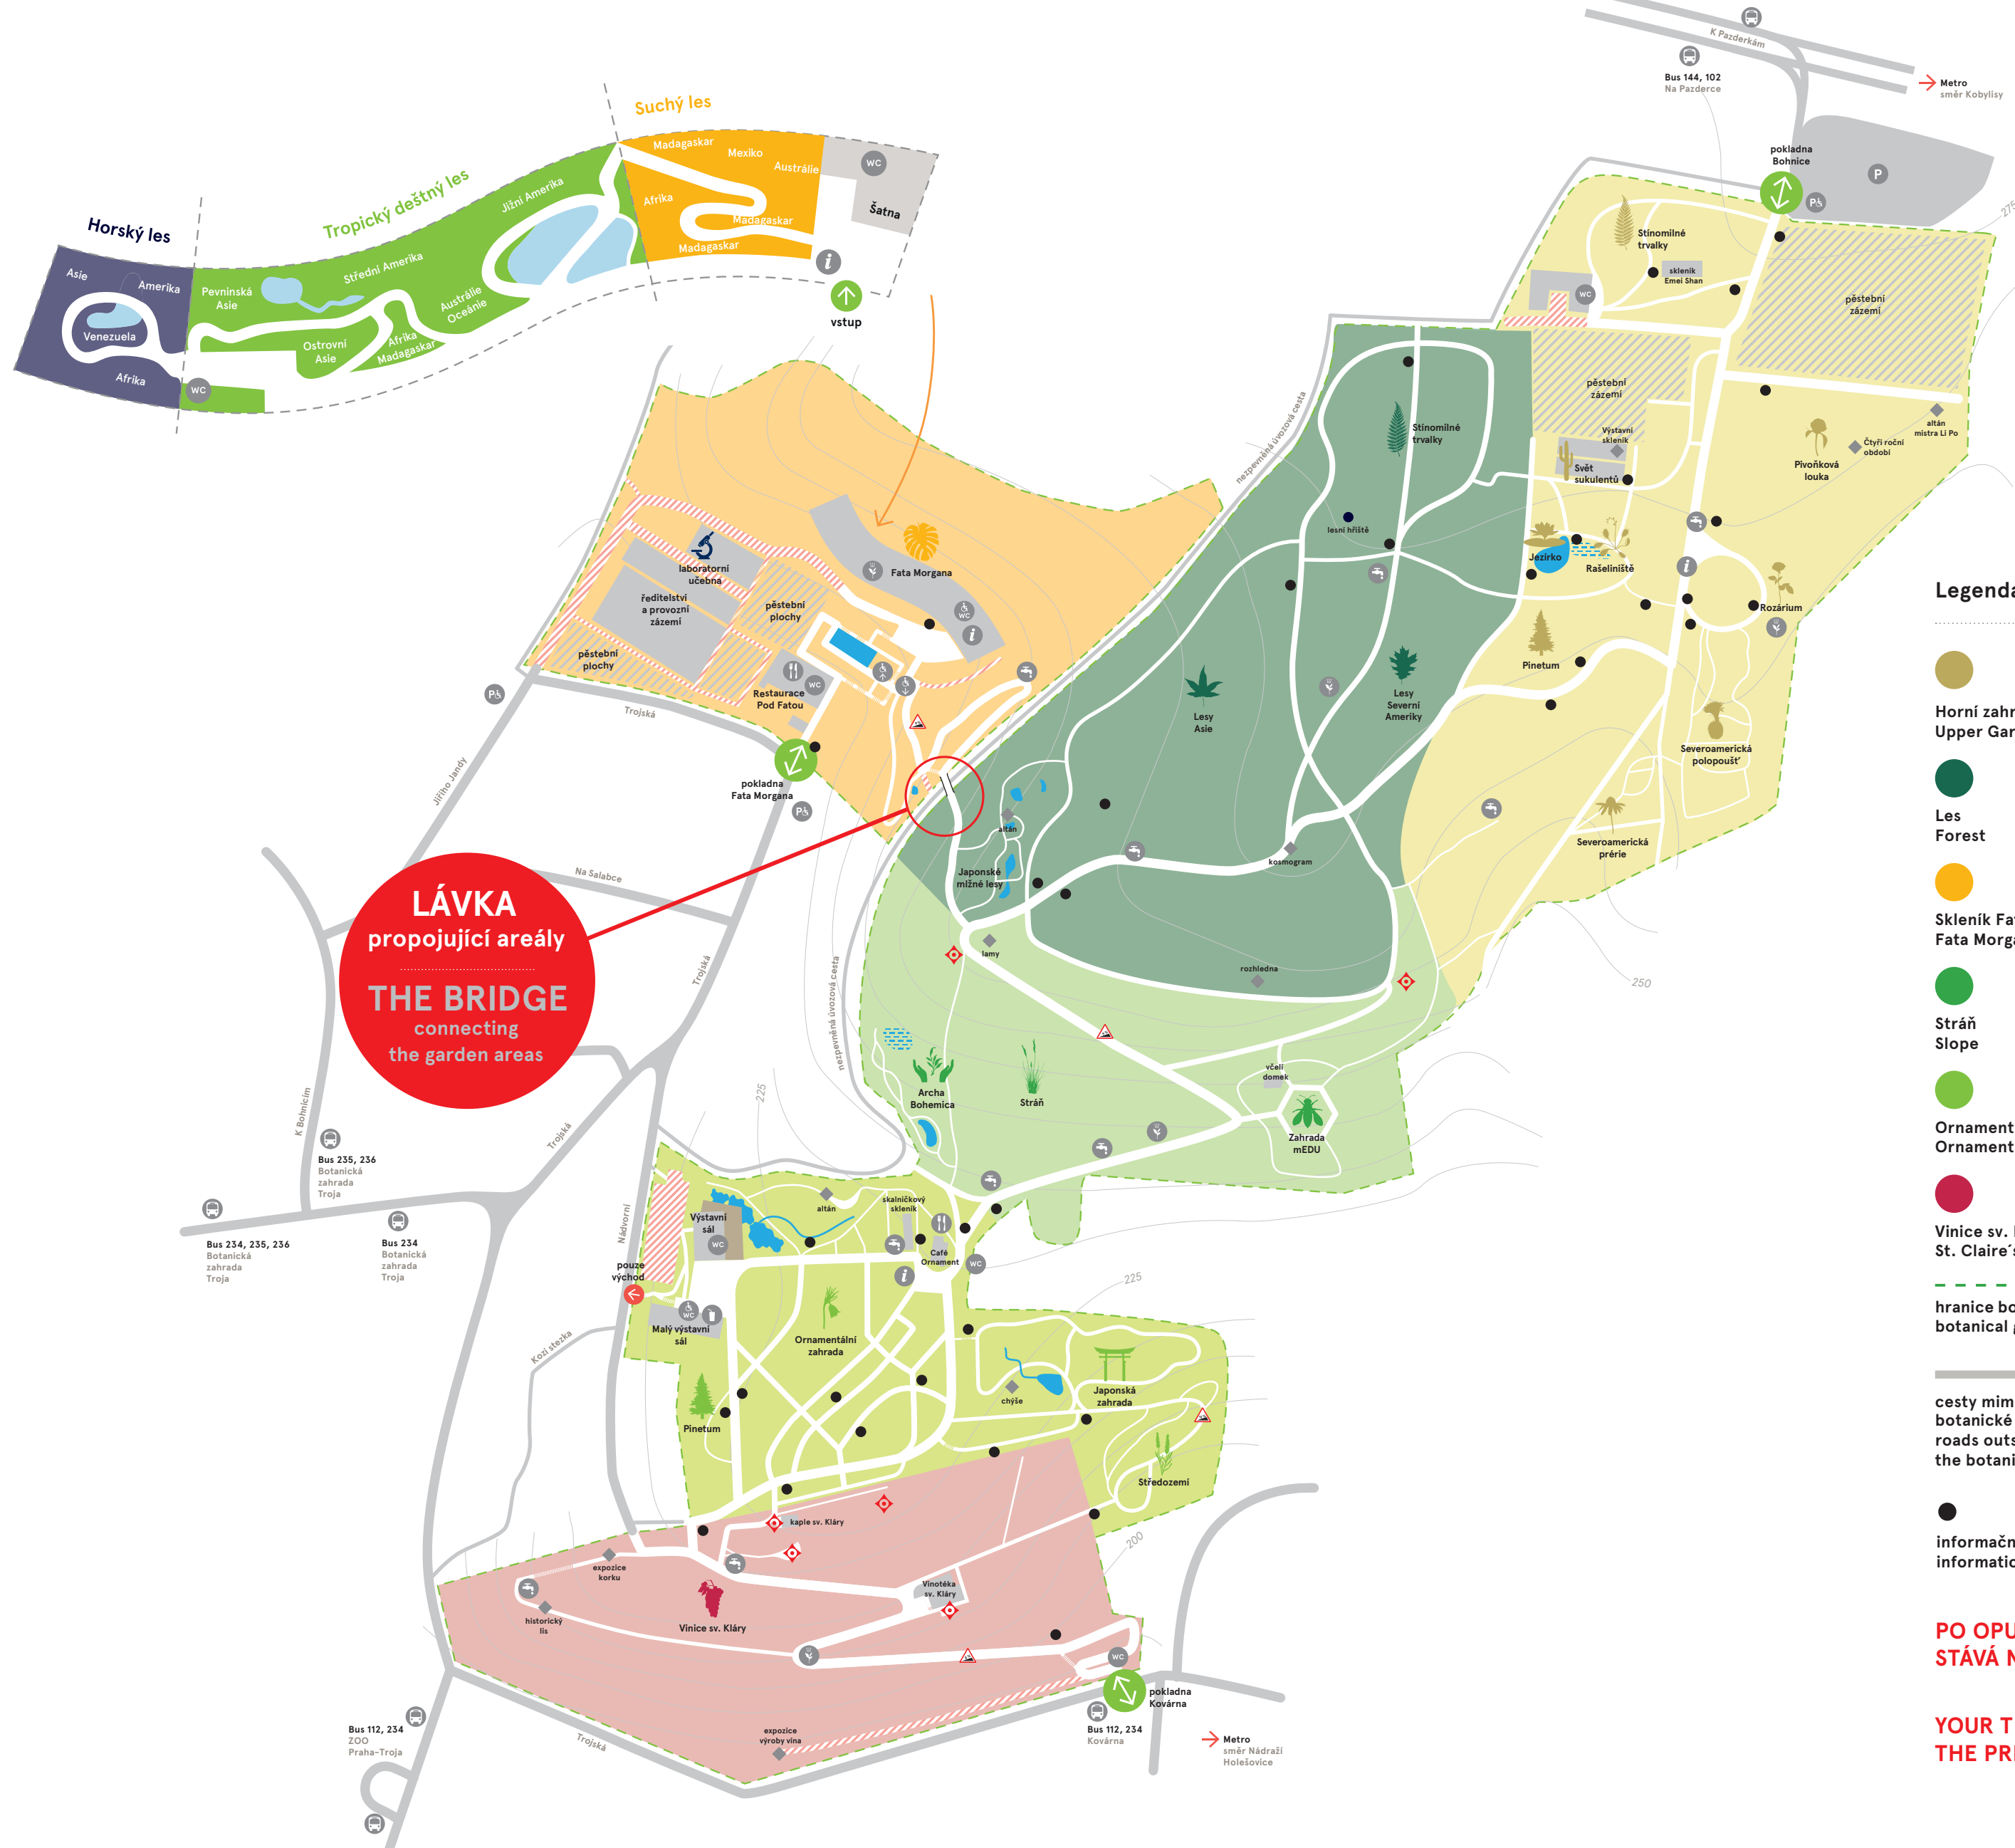 K Pazderkám
Bus 144, 102
Na Pazderce
Metro
směr Kobylisy
pokladna
Bohnice
P
275
Suchý les
Madagaskar
Mexiko
Austrálie
WC
Šatna
Afrika
Madagaskar
Madagaskar
i
vstup
Tropický deštný les
Jižní Amerika
Střední Amerika
Pevninská
Asie
Austrálie
Oceánie
Ostrovní
Asie
Afrika
Madagaskar
Horský les
Asie
Amerika
Venezuela
Afrika
WC
Stínomilné
trvalky
skleník
Emei Shan
WC
pěstební
zázemí
pěstební
zázemí
Výstavní
skleník
Svět
sukulentů
altán
mistra Li Po
Čtyři roční
období
Pivoňková
louka
Jezírko
Rašeliniště
i
Rozárium
Pinetum
Severoamerická
polopoušť
Severoamerická
prérie
250
nezpevněná úvozová cesta
Stínomilné
trvalky
lesní hřiště
Lesy
Asie
Lesy
Severní
Ameriky
kosmogram
altán
Japonské
mlžné lesy
lamy
rozhledna
laboratorní
učebna
ředitelství
a provozní
zázemí
pěstební
plochy
pěstební
plochy
Fata Morgana
WC
i
Restaurace
Pod Fatou
WC
P
Trojská
pokladna
Fata Morgana
P
Jiřího Jandy
Na Salabce
Trojská
LÁVKA
propojující areály
THE BRIDGE
connecting
the garden areas
nezpevněná úvozová cesta
Archa
Bohemica
Stráň
včelí
domek
Zahrada
mEDU
K Bohnicím
Bus 235, 236
Botanická
zahrada
Troja
Trojská
225
Bus 234, 235, 236
Botanická
zahrada
Troja
Bus 234
Botanická
zahrada
Troja
Nádvorní
Výstavní
sál
WC
altán
skalničkový
skleník
Café
Ornament
WC
i
pouze
východ
WC
Malý výstavní
sál
Ornamentální
zahrada
225
Kozí stezka
Pinetum
chýše
Japonská
zahrada
Středozemí
200
kaple sv. Kláry
expozice
korku
historický
lis
Vinice sv. Kláry
Vinotéka
sv. Kláry
WC
pokladna
Kovárna
Bus 112, 234
Kovárna
Metro
směr Nádraží
Holešovice
expozice
výroby vína
Trojská
Bus 112, 234
ZOO
Praha-Troja
Legenda
Horní zahr
Upper Gar
Les
Forest
Skleník Fa
Fata Morga
Stráň
Slope
Ornament
Ornament
Vinice sv.
St. Claire´s
hranice bo
botanical
cesty mim
botanické
roads outs
the botani
informačn
informatio
PO OPU
STÁVÁ N
YOUR T
THE PR